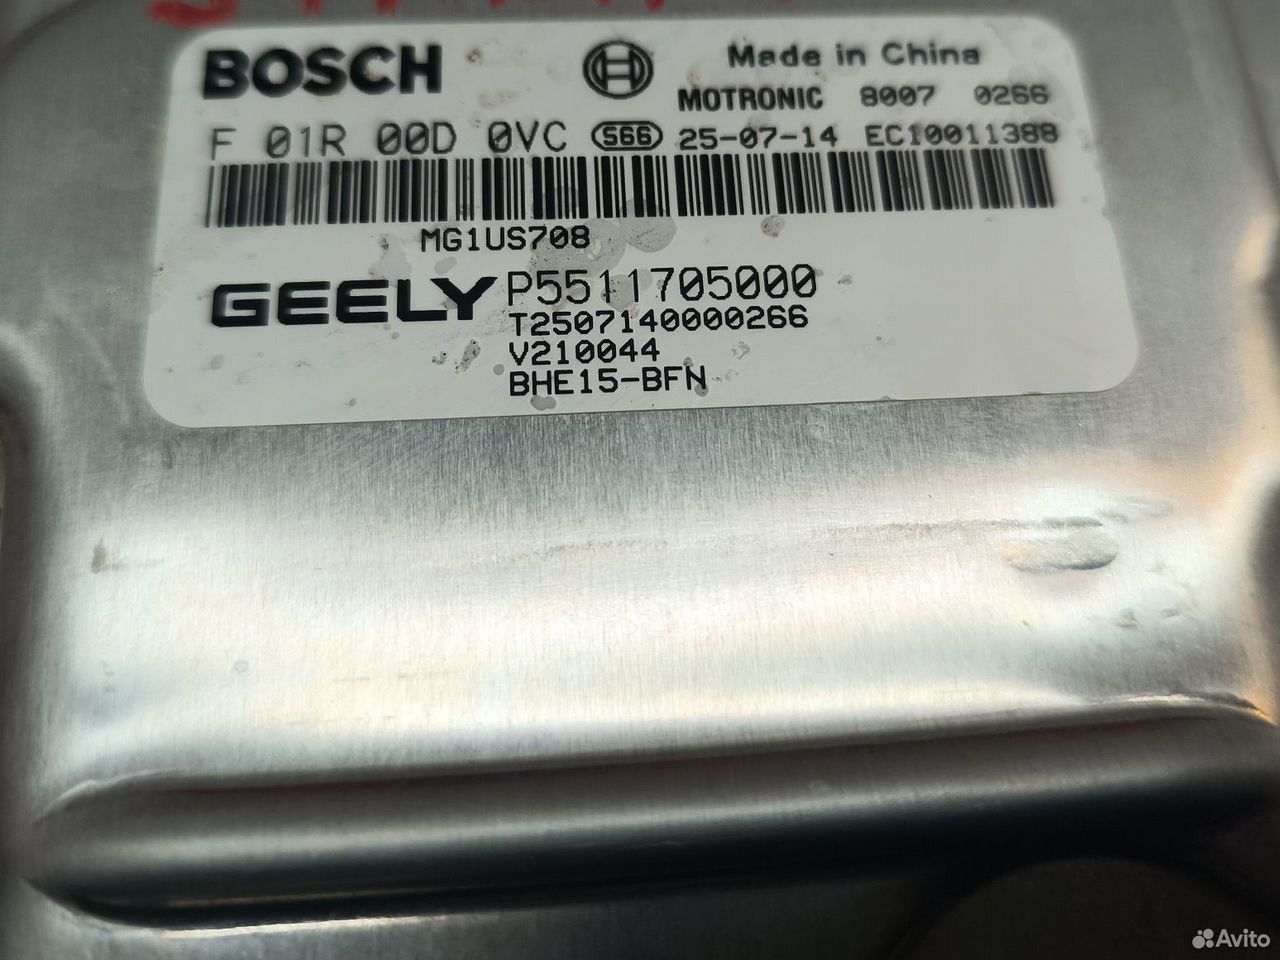 BOSCH
Made in China
MOTRONIC 8007 0266
F 01R 00D 0VC S66 25-07-14 EC10011388
MG1US708
GEELY P5511705000
T2507140000266
V210044
BHE15-BFN
Avito